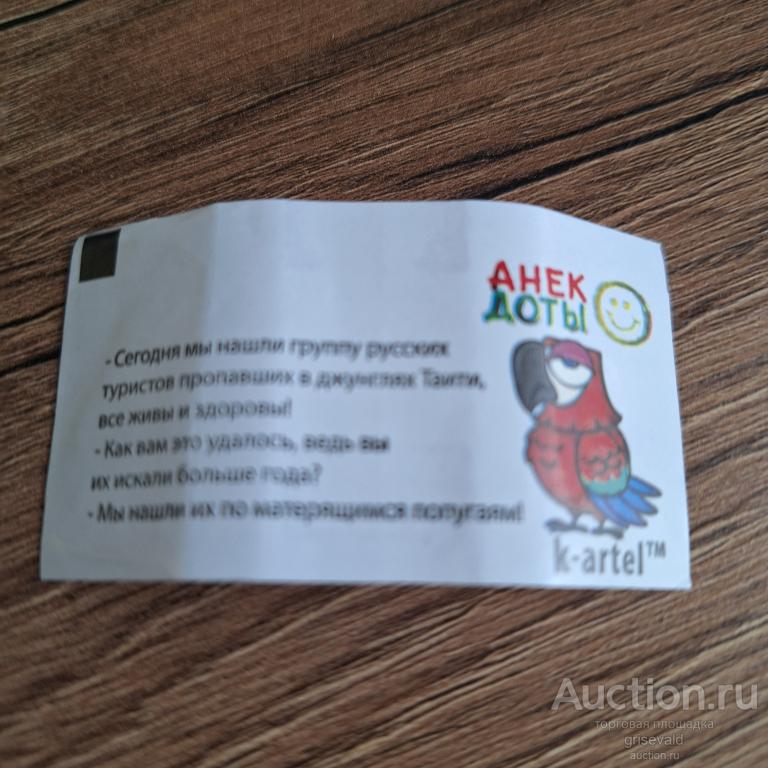 АНЕК
ДОТЫ
- Сегодня мы нашли группу русских
туристов пропавших в джунглях Таити,
все живы и здоровы!
- Как вам это удалось, ведь вы
их искали больше года?
- Мы нашли их по матерящимся попугаям!
k-artel™
Auction.ru
торговая площадка
grisevald
auction.ru